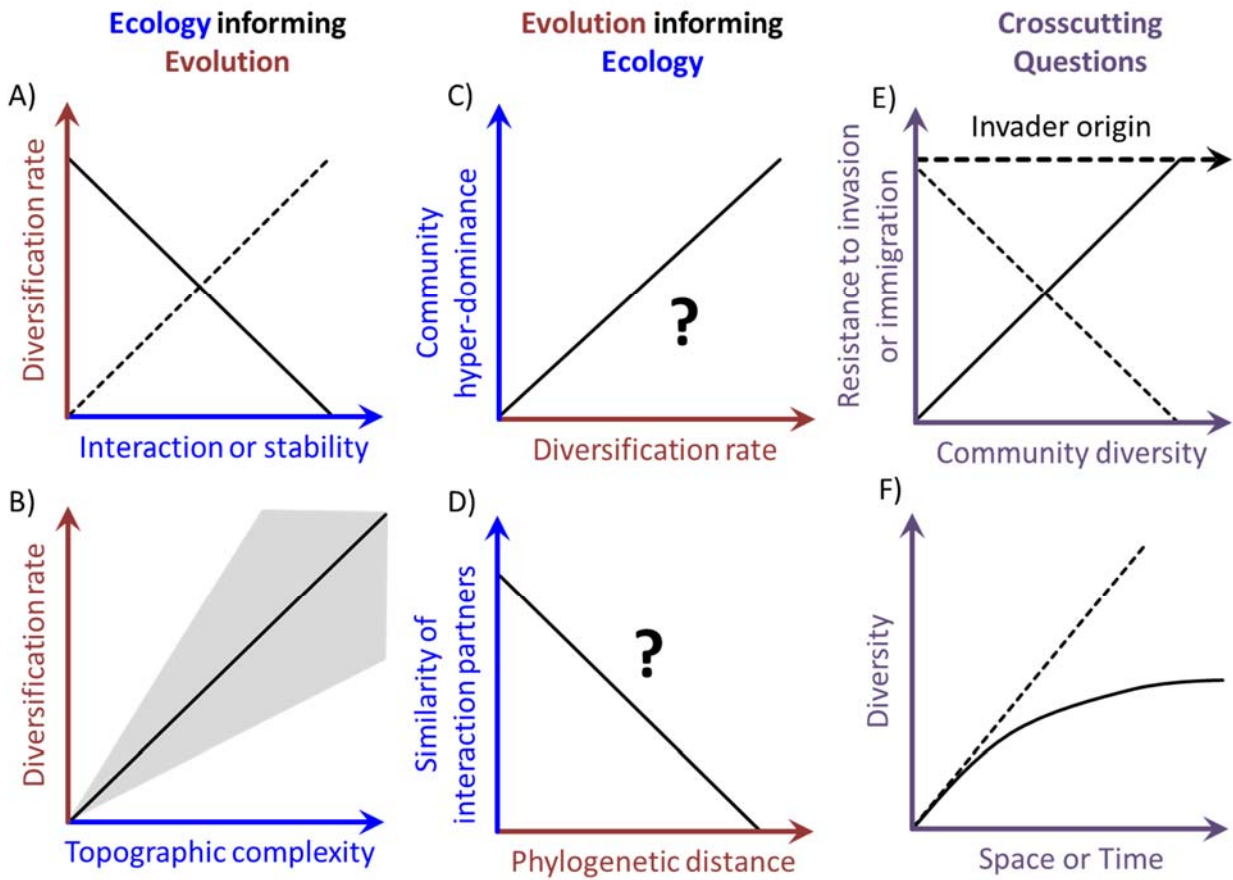 Ecology informing
Evolution
Evolution informing
Ecology
Crosscutting
Questions
A)
Diversification rate
Interaction or stability
B)
Diversification rate
Topographic complexity
C)
Community
hyper-dominance
?
Diversification rate
D)
Similarity of
interaction partners
?
Phylogenetic distance
E)
Invader origin
Resistance to invasion
or immigration
Community diversity
F)
Diversity
Space or Time